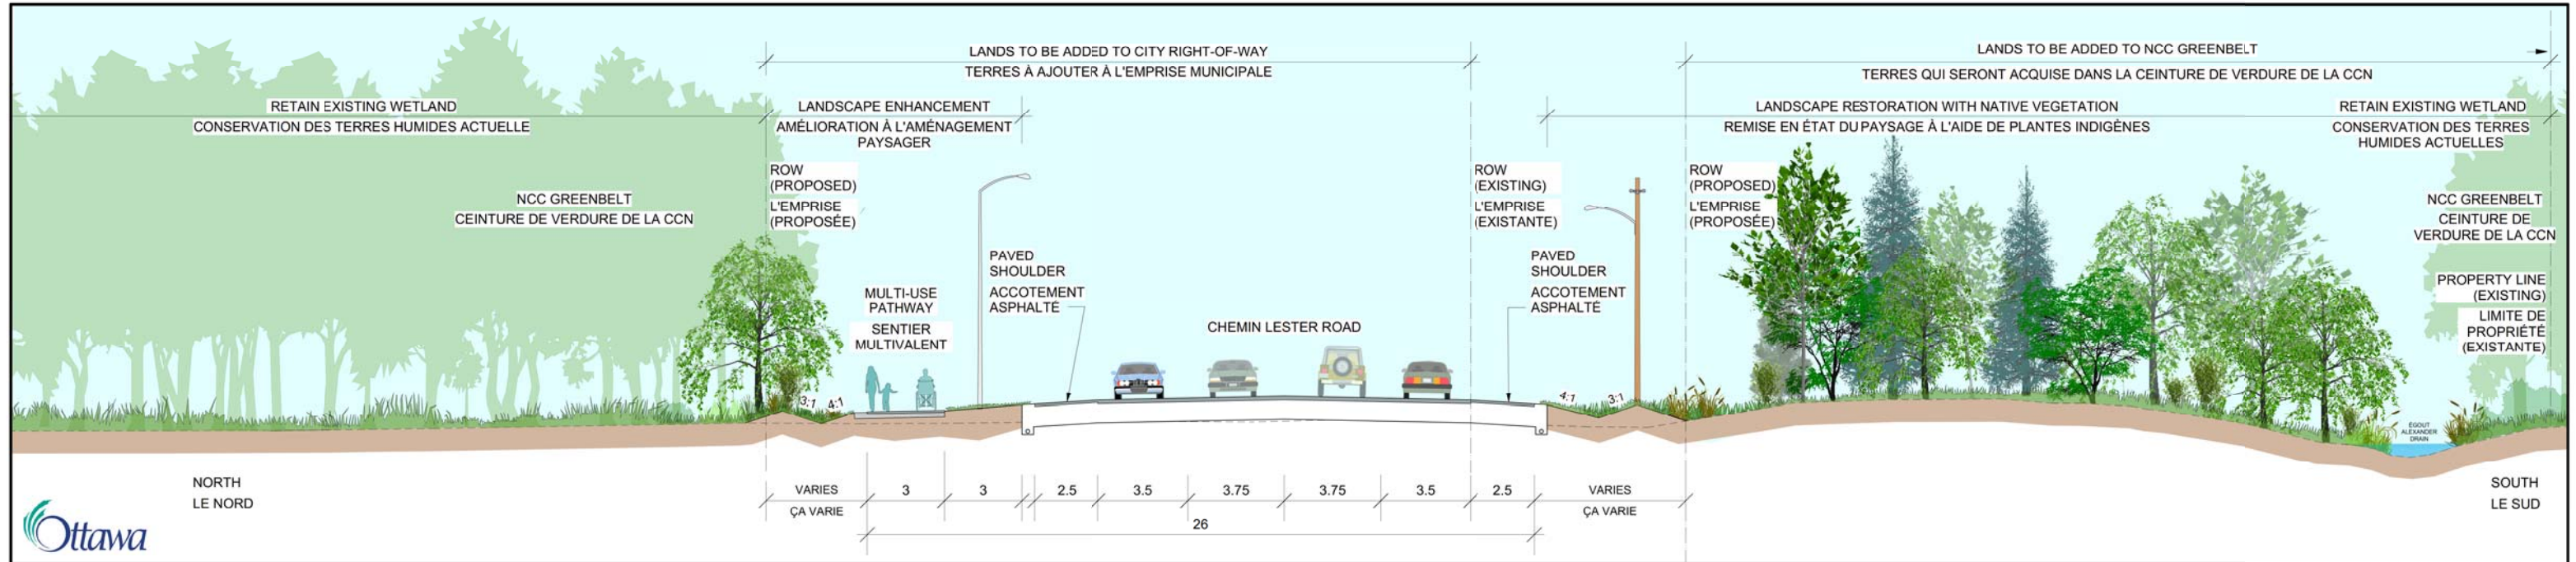 LANDS TO BE ADDED TO CITY RIGHT-OF-WAY
TERRES À AJOUTER À L'EMPRISE MUNICIPALE
LANDS TO BE ADDED TO NCC GREENBELT
TERRES QUI SERONT ACQUISE DANS LA CEINTURE DE VERDURE DE LA CCN
RETAIN EXISTING WETLAND
CONSERVATION DES TERRES HUMIDES ACTUELLE
LANDSCAPE ENHANCEMENT
AMÉLIORATION À L'AMÉNAGEMENT
PAYSAGER
LANDSCAPE RESTORATION WITH NATIVE VEGETATION
REMISE EN ÉTAT DU PAYSAGE À L'AIDE DE PLANTES INDIGÈNES
RETAIN EXISTING WETLAND
CONSERVATION DES TERRES
HUMIDES ACTUELLES
NCC GREENBELT
CEINTURE DE VERDURE DE LA CCN
ROW
(PROPOSED)
L'EMPRISE
(PROPOSÉE)
ROW
(EXISTING)
L'EMPRISE
(EXISTANTE)
ROW
(PROPOSED)
L'EMPRISE
(PROPOSÉE)
NCC GREENBELT
CEINTURE DE
VERDURE DE LA CCN
PAVED
SHOULDER
ACCOTEMENT
ASPHALTÉ
PAVED
SHOULDER
ACCOTEMENT
ASPHALTÉ
PROPERTY LINE
(EXISTING)
LIMITE DE
PROPRIÉTÉ
(EXISTANTE)
MULTI-USE
PATHWAY
SENTIER
MULTIVALENT
CHEMIN LESTER ROAD
3:1
4:1
4:1
3:1
ÉGOUT
ALEXANDER
DRAIN
NORTH
LE NORD
VARIES
ÇA VARIE
3
3
2.5
3.5
3.75
3.75
3.5
2.5
VARIES
ÇA VARIE
26
SOUTH
LE SUD
Ottawa